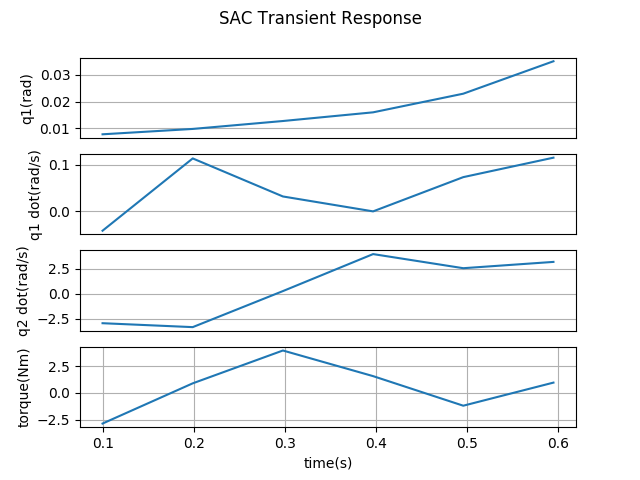 SAC Transient Response
q1(rad)
0.03
0.02
0.01
q1 dot(rad/s)
0.1
0.0
q2 dot(rad/s)
2.5
0.0
−2.5
torque(Nm)
2.5
0.0
−2.5
0.1 0.2 0.3 0.4 0.5 0.6
time(s)